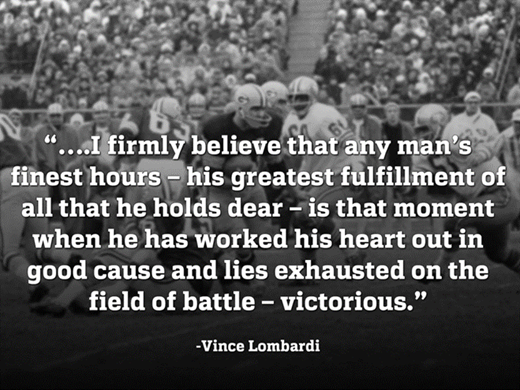 “....I firmly believe that any man’s
finest hours – his greatest fulfillment of
all that he holds dear – is that moment
when he has worked his heart out in
good cause and lies exhausted on the
field of battle – victorious.”
-Vince Lombardi